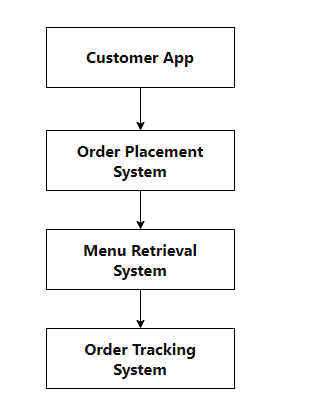 Customer App
Order Placement
System
Menu Retrieval
System
Order Tracking
System